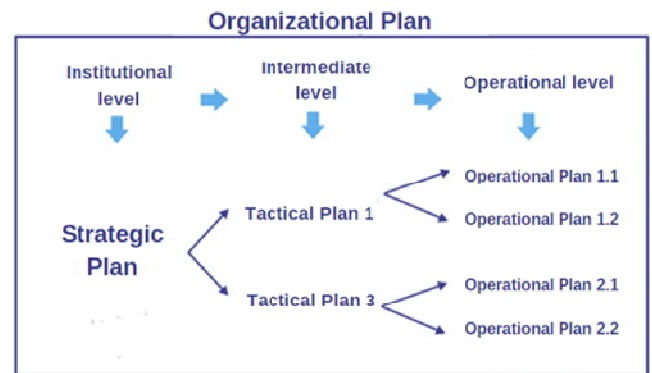 Organizational Plan
Institutional
level
Intermediate
level
Operational level
Strategic
Plan
Tactical Plan 1
Tactical Plan 3
Operational Plan 1.1
Operational Plan 1.2
Operational Plan 2.1
Operational Plan 2.2